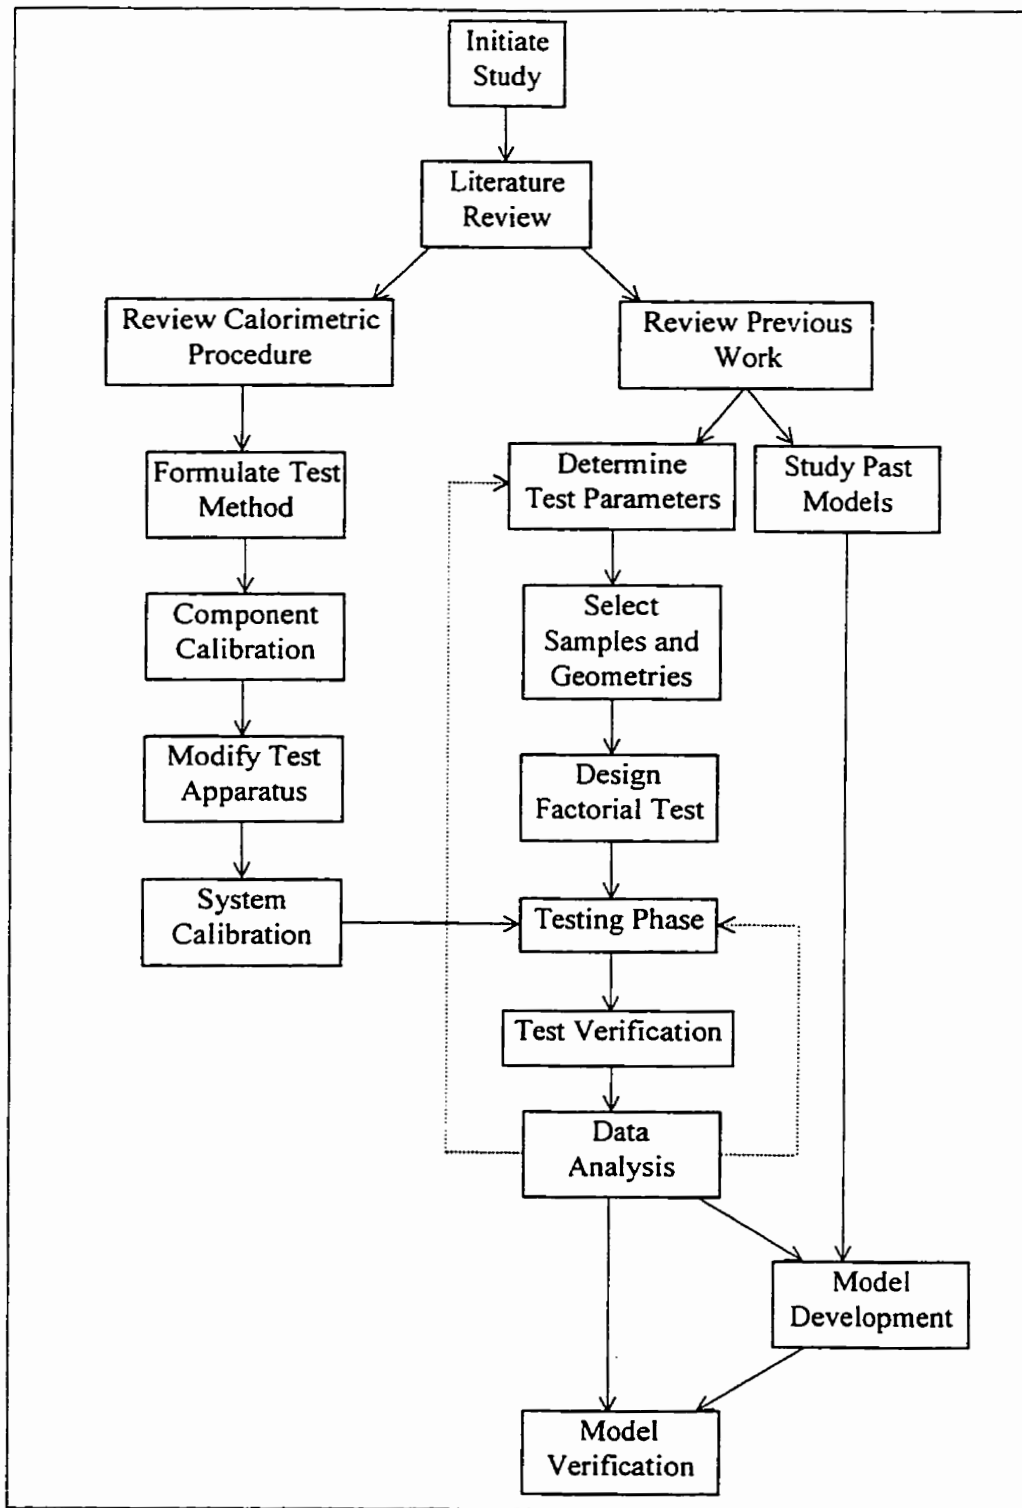 Initiate
Study
Literature
Review
Review Calorimetric
Procedure
Review Previous
Work
Formulate Test
Method
Determine
Test Parameters
Study Past
Models
Component
Calibration
Select
Samples and
Geometries
Modify Test
Apparatus
Design
Factorial Test
System
Calibration
Testing Phase
Test Verification
Data
Analysis
Model
Development
Model
Verification